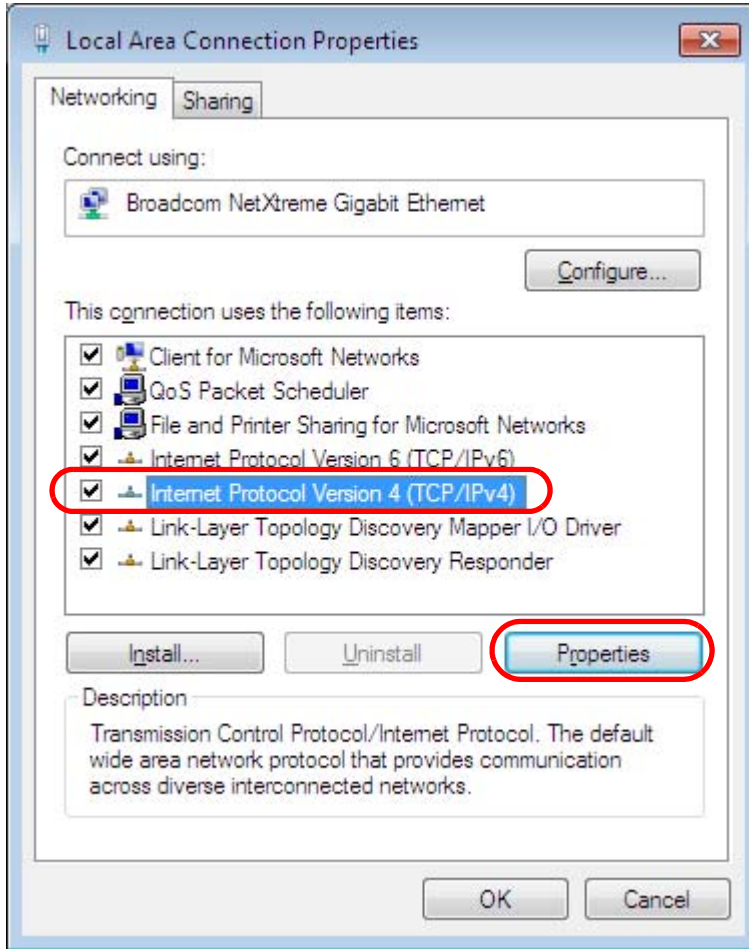 Local Area Connection Properties
Networking
Sharing
Connect using:
Broadcom NetXtreme Gigabit Ethernet
Configure...
This connection uses the following items:
Client for Microsoft Networks
QoS Packet Scheduler
File and Printer Sharing for Microsoft Networks
Internet Protocol Version 6 (TCP/IPv6)
Internet Protocol Version 4 (TCP/IPv4)
Link-Layer Topology Discovery Mapper I/O Driver
Link-Layer Topology Discovery Responder
Install...
Uninstall
Properties
Description
Transmission Control Protocol/Internet Protocol. The default
wide area network protocol that provides communication
across diverse interconnected networks.
OK
Cancel